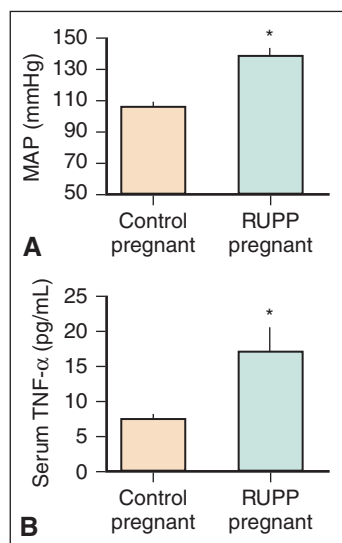 MAP (mmHg)
150
130
110
90
70
50
*
Control
pregnant
RUPP
pregnant
A
Serum TNF-α (pg/mL)
25
20
15
10
5
0
*
Control
pregnant
RUPP
pregnant
B